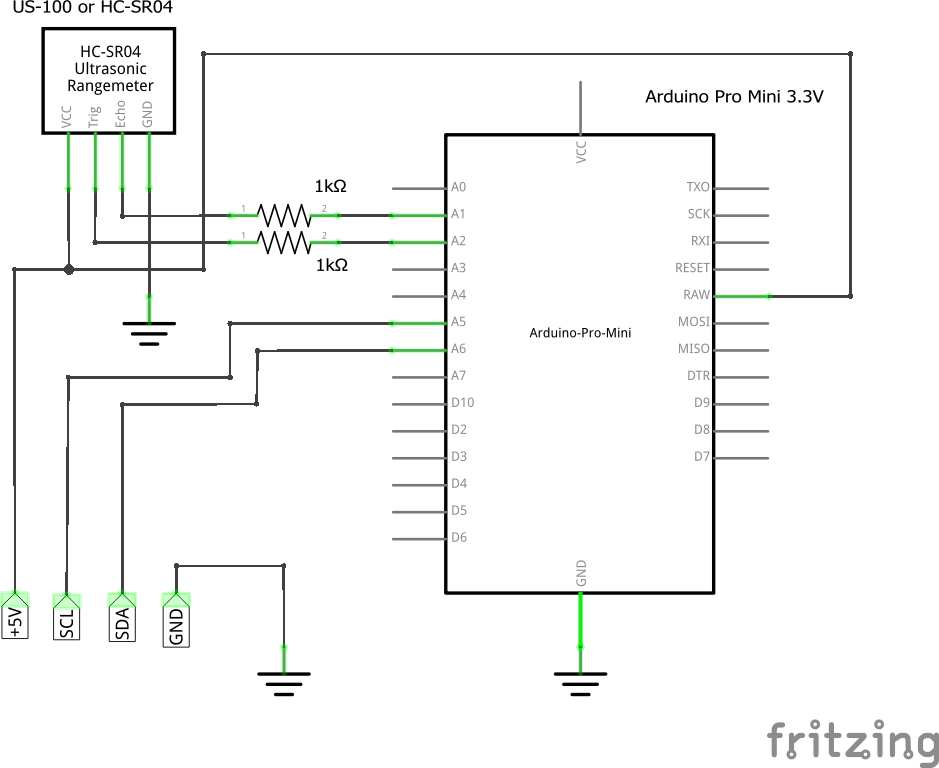 US-100 or HC-SR04
HC-SR04
Ultrasonic
Rangemeter
VCC
Trig
Echo
GND
Arduino Pro Mini 3.3V
VCC
1kΩ
1
2
1
2
1kΩ
A0
A1
A2
A3
A4
A5
A6
A7
D10
D2
D3
D4
D5
D6
Arduino-Pro-Mini
TXO
SCK
RXI
RESET
RAW
MOSI
MISO
DTR
D9
D8
D7
GND
+5V
SCL
SDA
GND
fritzing